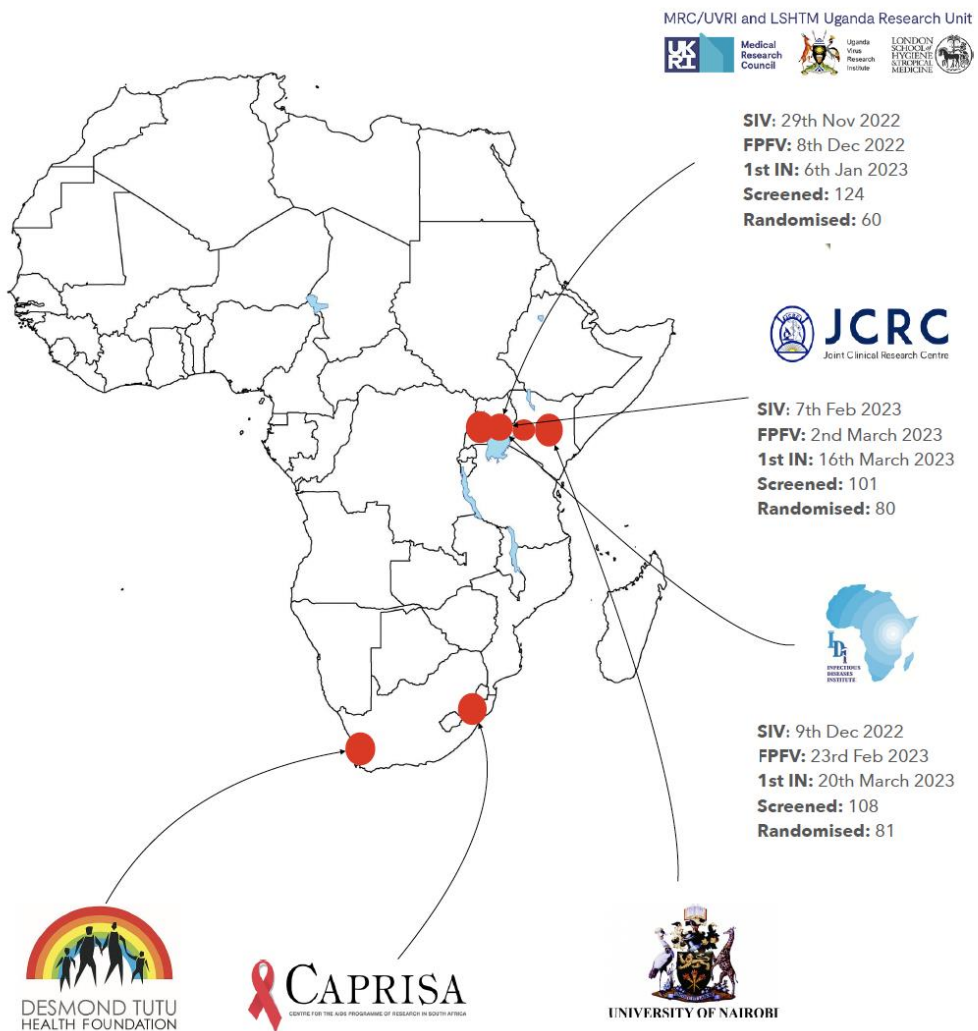 MRC/UVRI and LSHTM Uganda Research Unit
UK
RI
Medical
Research
Council
Uganda
Virus
Research
Institute
LONDON
SCHOOL of
HYGIENE
& TROPICAL
MEDICINE
SIV: 29th Nov 2022
FPFV: 8th Dec 2022
1st IN: 6th Jan 2023
Screened: 124
Randomised: 60
JCRC
Joint Clinical Research Centre
SIV: 7th Feb 2023
FPFV: 2nd March 2023
1st IN: 16th March 2023
Screened: 101
Randomised: 80
IDI
INFECTIOUS
DISEASES
INSTITUTE
SIV: 9th Dec 2022
FPFV: 23rd Feb 2023
1st IN: 20th March 2023
Screened: 108
Randomised: 81
DESMOND TUTU
HEALTH FOUNDATION
CAPRISA
CENTRE FOR THE AIDS PROGRAMME OF RESEARCH IN SOUTH AFRICA
UNIVERSITY OF NAIROBI